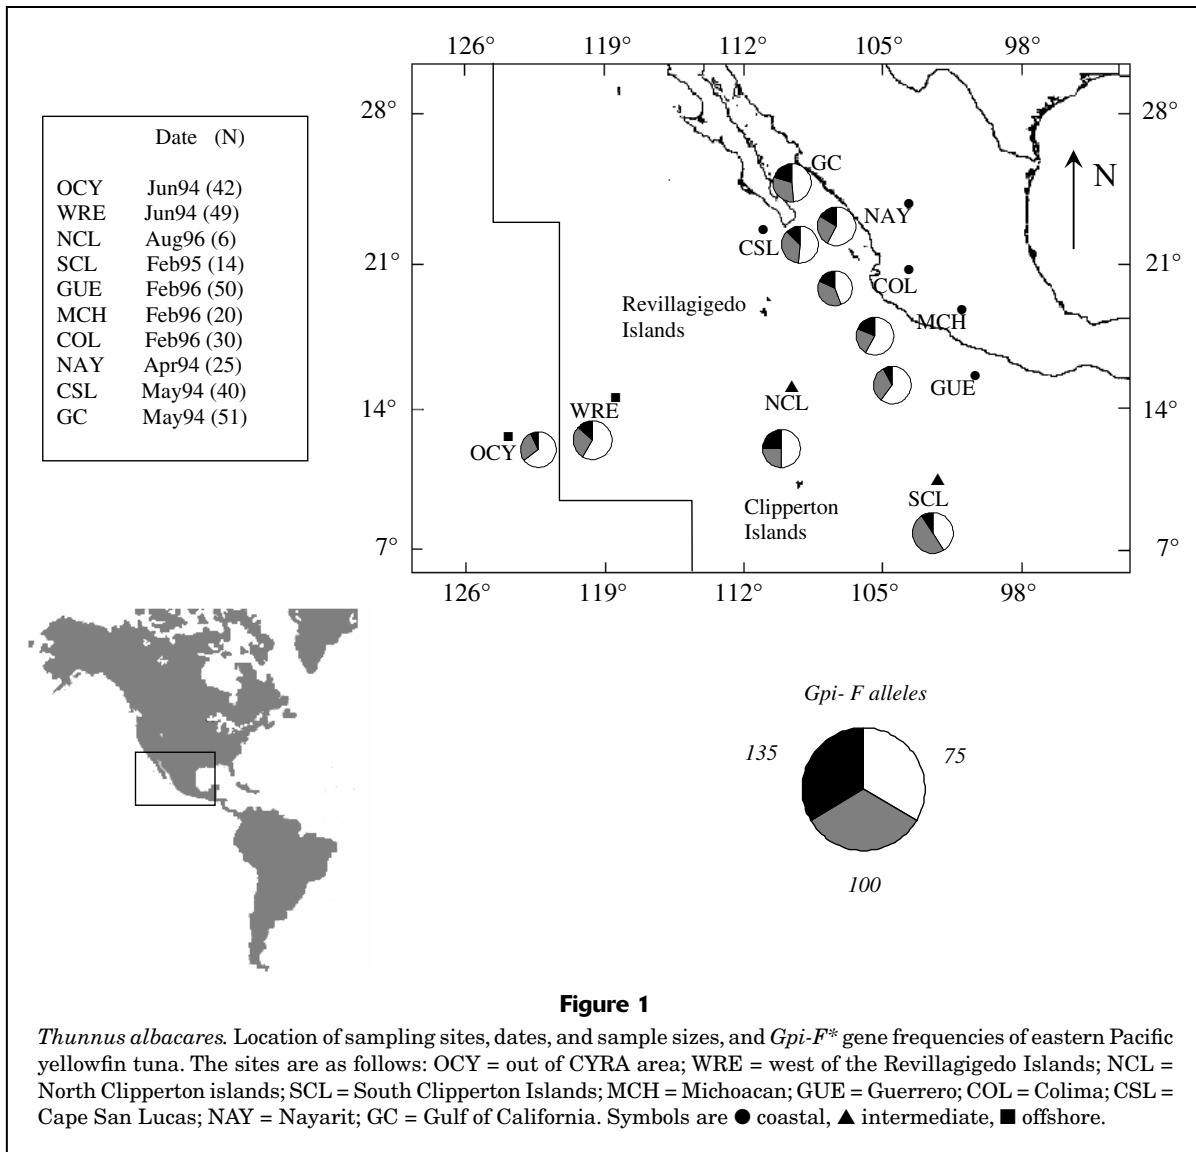 126° 119° 112° 105° 98°
28° 28°
Date (N)
OCY Jun94 (42)
WRE Jun94 (49)
NCL Aug96 (6)
SCL Feb95 (14)
GUE Feb96 (50)
MCH Feb96 (20)
COL Feb96 (30)
NAY Apr94 (25)
CSL May94 (40)
GC May94 (51)
GC
N
NAY
CSL
21° 21°
COL
Revillagigedo
Islands
MCH
GUE
NCL
14° 14°
WRE
OCY
SCL
Clipperton
Islands
7° 7°
126° 119° 112° 105° 98°
Gpi- F alleles
135 75
100
Figure 1
Thunnus albacares. Location of sampling sites, dates, and sample sizes, and Gpi-F* gene frequencies of eastern Pacific
yellowfin tuna. The sites are as follows: OCY = out of CYRA area; WRE = west of the Revillagigedo Islands; NCL =
North Clipperton islands; SCL = South Clipperton Islands; MCH = Michoacan; GUE = Guerrero; COL = Colima; CSL =
Cape San Lucas; NAY = Nayarit; GC = Gulf of California. Symbols are ● coastal, ▲ intermediate, ■ offshore.